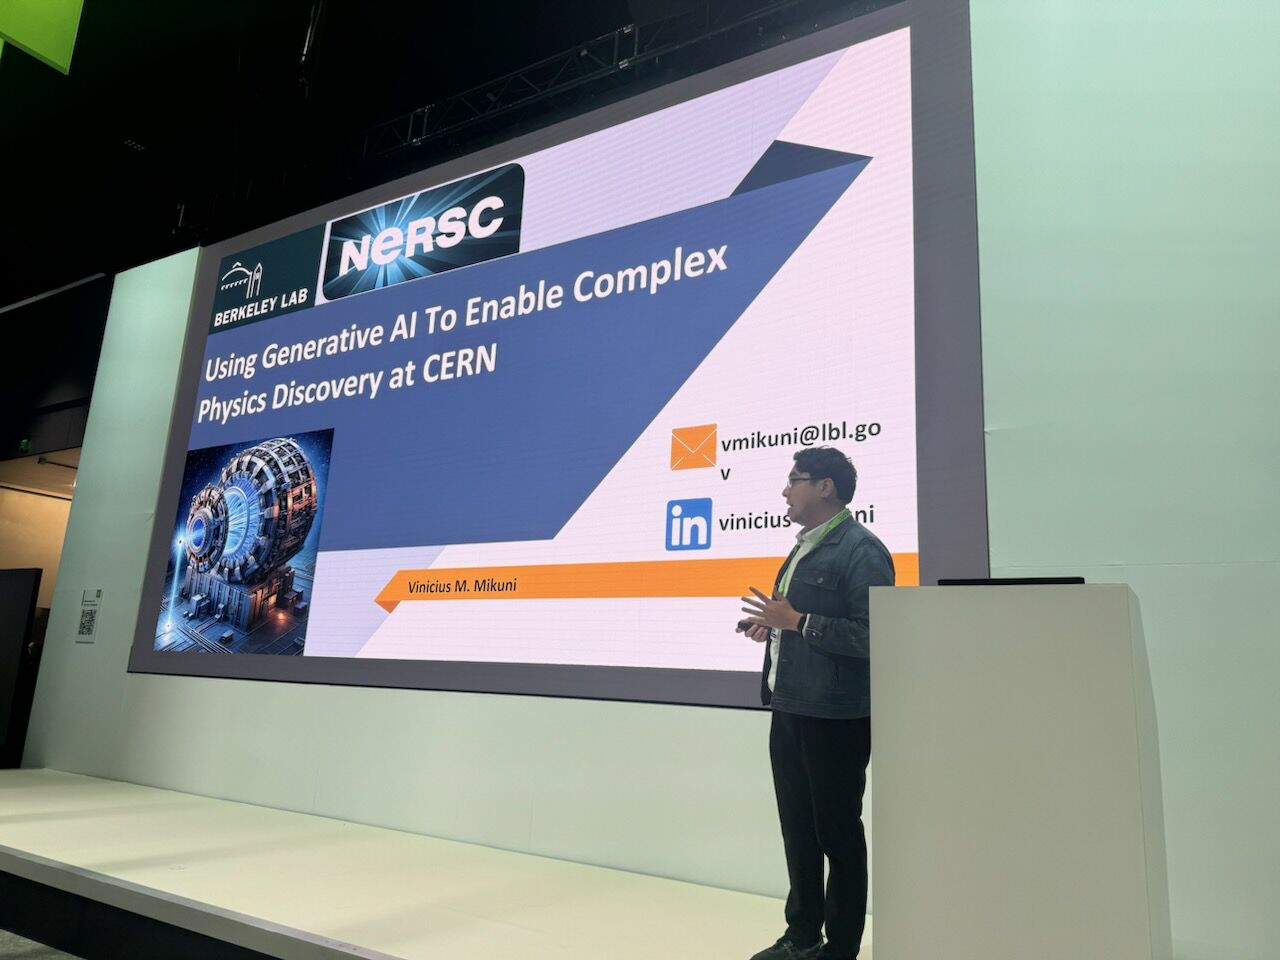 BERKELEY LAB
NERSC
Using Generative AI To Enable Complex
Physics Discovery at CERN
vmikuni@lbl.go
v
in
vinicius
ni
Vinicius M. Mikuni